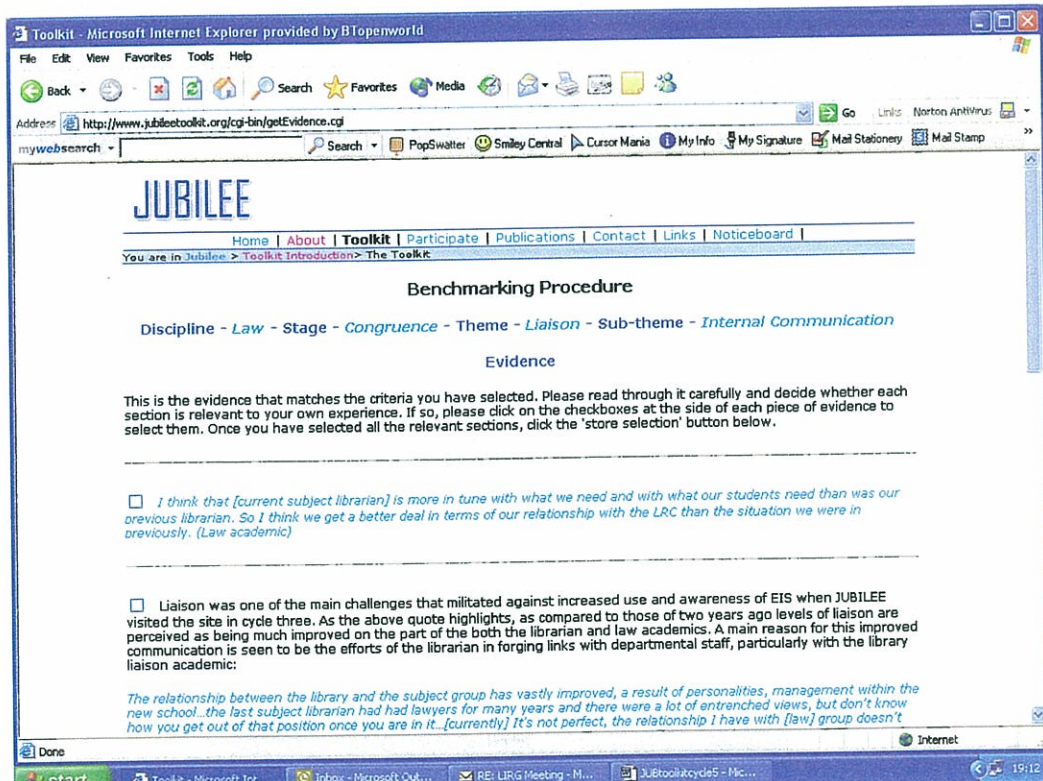 Toolkit - Microsoft Internet Explorer provided by BTopenworld
File Edit View Favorites Tools Help
Back Search Favorites Media
Address http://www.jubileetoolkit.org/cgi-bin/getEvidence.cgi Go Links Norton AntiVirus
mywebsearch Search PopSwatter Smiley Central Cursor Mania My Info My Signature Mail Stationery Mail Stamp »
JUBILEE
Home | About | Toolkit | Participate | Publications | Contact | Links | Noticeboard |
You are in Jubilee > Toolkit Introduction> The Toolkit
Benchmarking Procedure
Discipline - Law - Stage - Congruence - Theme - Liaison - Sub-theme - Internal Communication
Evidence
This is the evidence that matches the criteria you have selected. Please read through it carefully and decide whether each
section is relevant to your own experience. If so, please click on the checkboxes at the side of each piece of evidence to
select them. Once you have selected all the relevant sections, click the 'store selection' button below.
I think that [current subject librarian] is more in tune with what we need and with what our students need than was our
previous librarian. So I think we get a better deal in terms of our relationship with the LRC than the situation we were in
previously. (Law academic)
Liaison was one of the main challenges that militated against increased use and awareness of EIS when JUBILEE
visited the site in cycle three. As the above quote highlights, as compared to those of two years ago levels of liaison are
perceived as being much improved on the part of the both the librarian and law academics. A main reason for this improved
communication is seen to be the efforts of the librarian in forging links with departmental staff, particularly with the library
liaison academic:
The relationship between the library and the subject group has vastly improved, a result of personalities, management within the
new school...the last subject librarian had had lawyers for many years and there were a lot of entrenched views, but don't know
how you get out of that position once you are in it...[currently] It's not perfect, the relationship I have with [law] group doesn't
Done Internet
start Toolkit - Microsoft Int... Inbox - Microsoft Out... RE: LIRG Meeting - M... JUBtoolkitcycle5 - Mic... 19:12